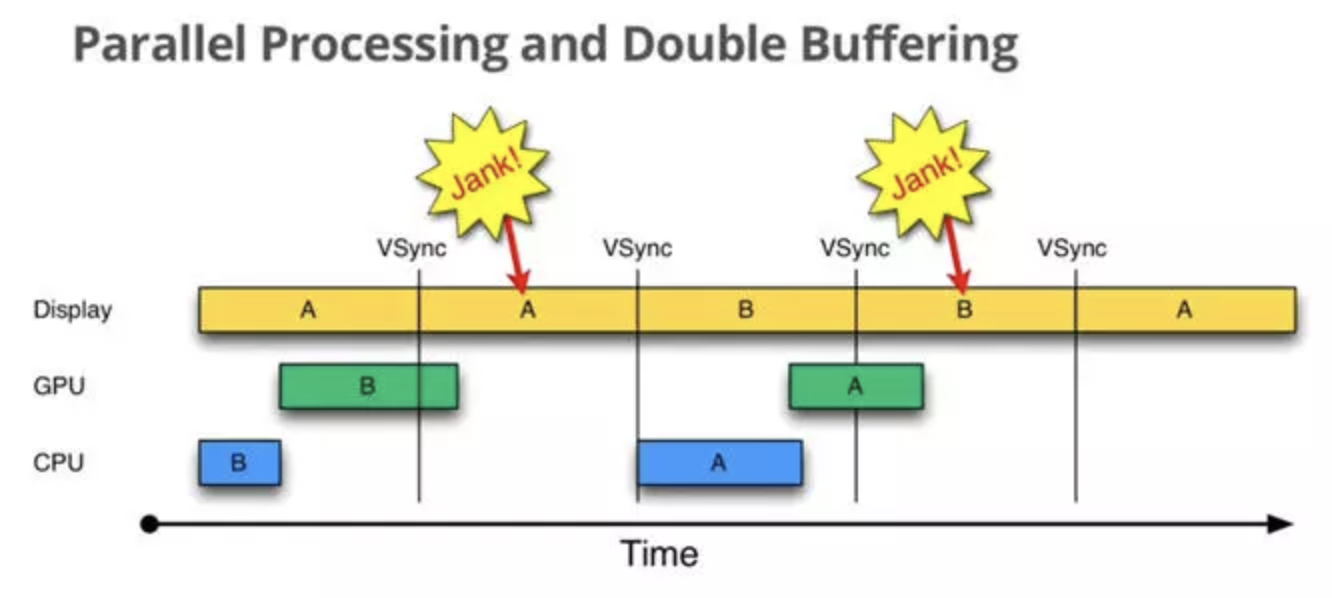 Parallel Processing and Double Buffering
Jank!
Jank!
VSync
VSync
VSync
VSync
Display
A
A
B
B
A
GPU
B
A
CPU
B
A
Time